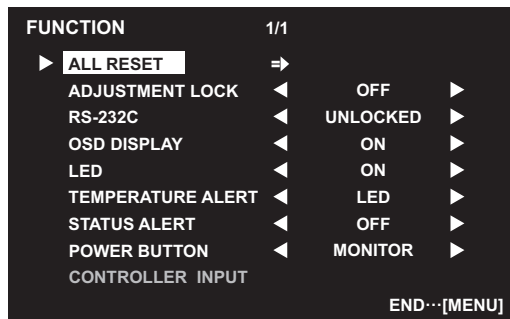 FUNCTION 1/1
ALL RESET
ADJUSTMENT LOCK OFF
RS-232C UNLOCKED
OSD DISPLAY ON
LED ON
TEMPERATURE ALERT LED
STATUS ALERT OFF
POWER BUTTON MONITOR
CONTROLLER INPUT
END···[MENU]